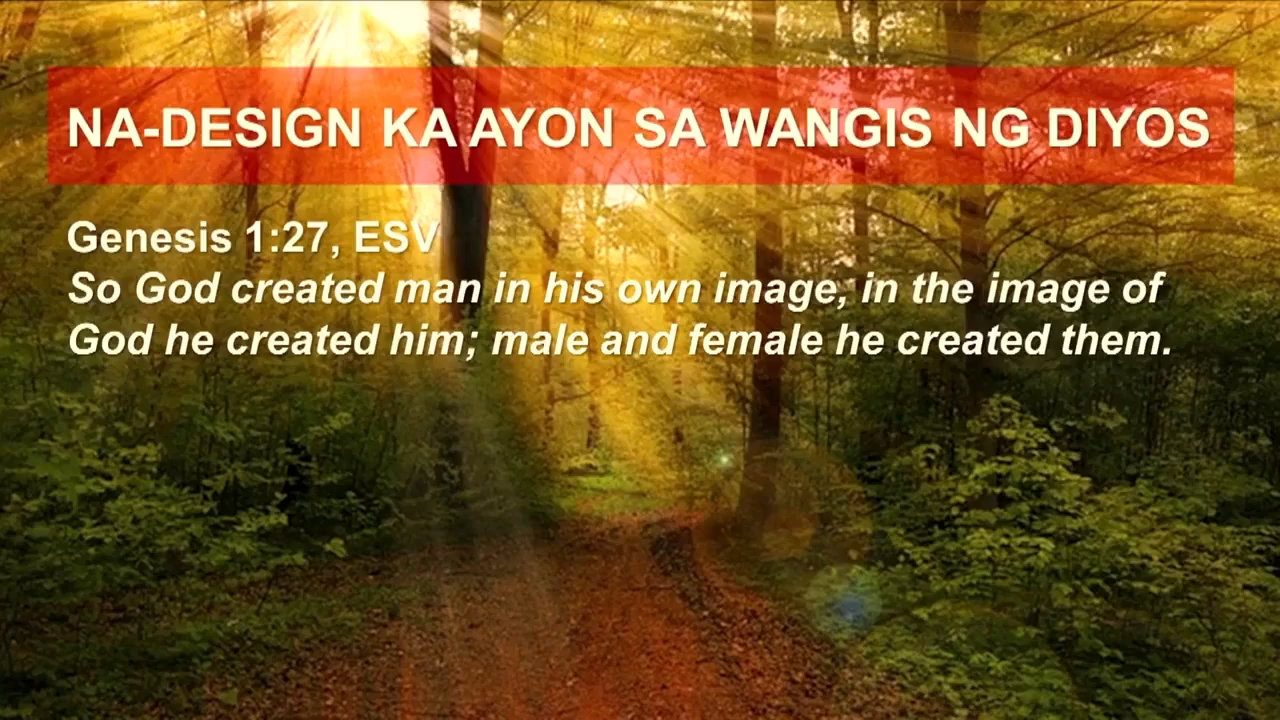 NA-DESIGN KA AYON SA WANGIS NG DIYOS
Genesis 1:27, ESV
So God created man in his own image, in the image of
God he created him; male and female he created them.